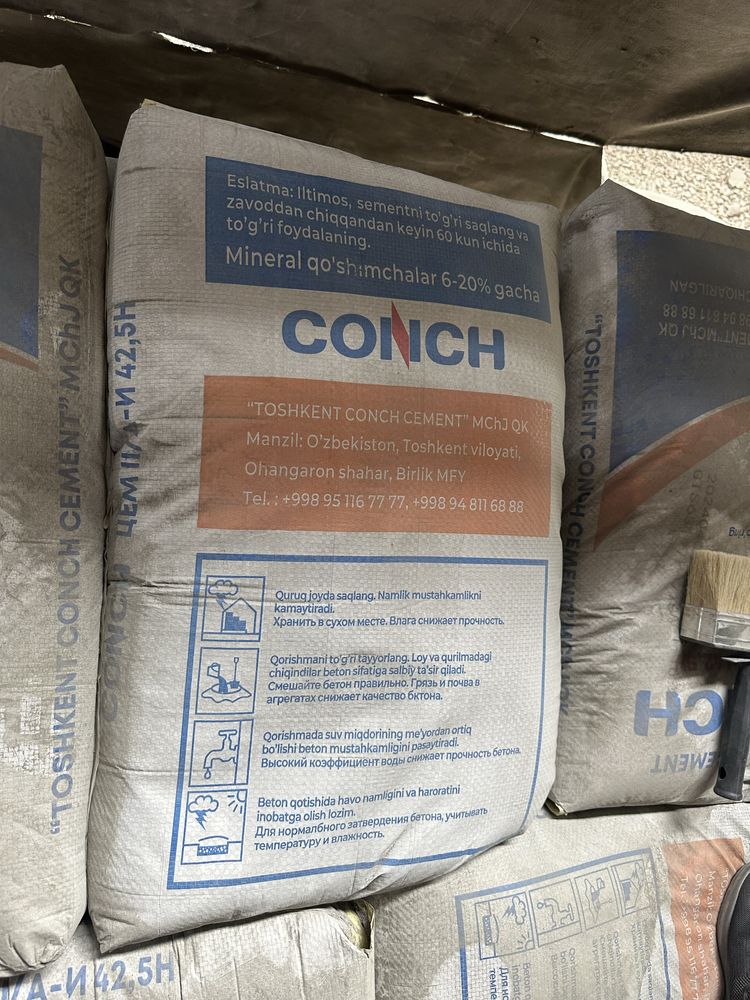 Eslatma: Iltimos, sementni to'g'ri saqlang va
zavoddan chiqqandan keyin 60 kun ichida
to'g'ri foydalaning.
Mineral qo'shimchalar 6-20% gacha
CONCH
“TOSHKENT CONCH CEMENT” MChJ QK
Manzil: O'zbekiston, Toshkent viloyati,
Ohangaron shahar, Birlik MFY
Tel. : +998 95 116 77 77, +998 94 811 68 88
Quruq joyda saqlang. Namlik mustahkamlikni
kamaytiradi.
Хранить в сухом месте. Влага снижает прочность.
Qorishmani to'g'ri tayyorlang. Loy va qurilmadagi
chiqindilar beton sifatiga salbiy ta'sir qiladi.
Смешайте бетон правильно. Грязь и почва в
агрегатах снижает качество бктона.
Qorishmada suv miqdorining me'yordan ortiq
bo'lishi beton mustahkamligini pasaytiradi.
Высокий коэффициент воды снижает прочность бетона.
Beton qotishida havo namligini va haroratini
inobatga olish lozim.
Для нормалбного затвердения бетона, учитывать
температуру и влажность.
CONCH ЦЕМ II/А-И 42,5Н
“TOSHKENT CONCH CEMENT” MChJ QK
“TOSHKENT CONCH CEMENT” MChJ
/А-И 42,5Н